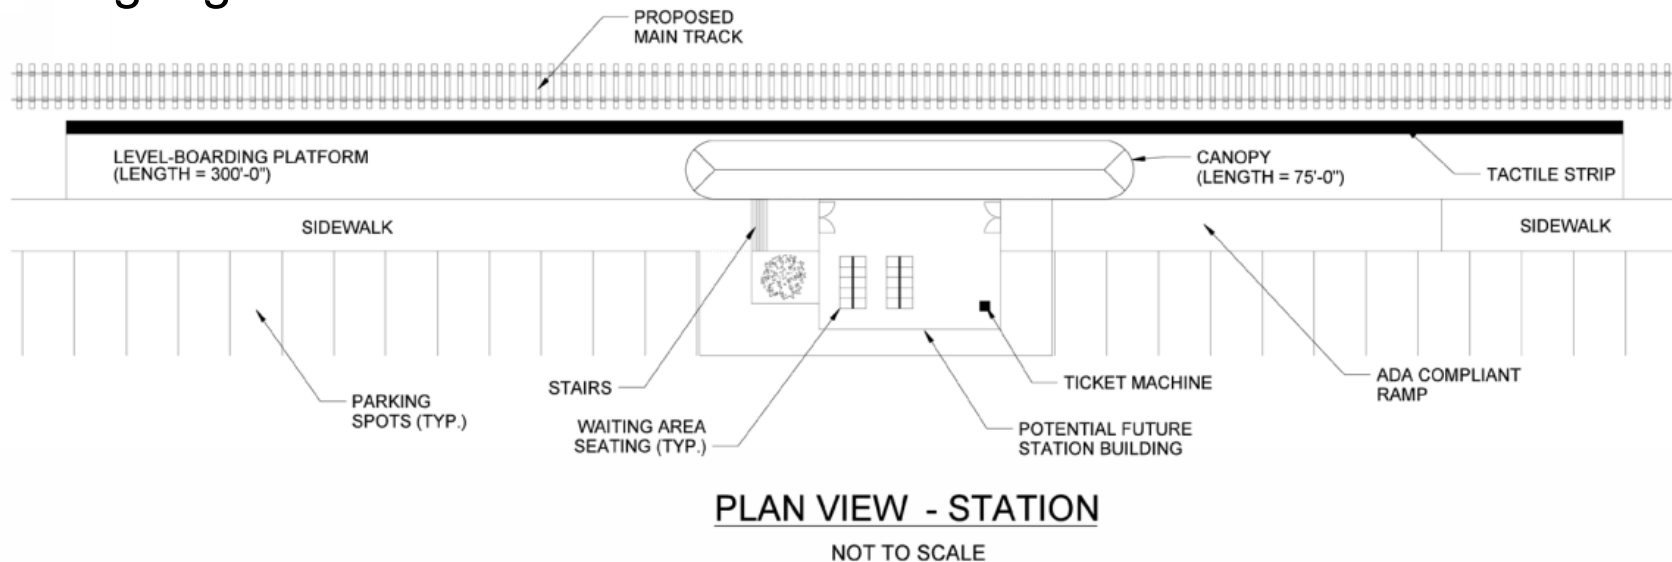 PROPOSED
MAIN TRACK
LEVEL-BOARDING PLATFORM
(LENGTH = 300'-0")
CANOPY
(LENGTH = 75'-0")
TACTILE STRIP
SIDEWALK
SIDEWALK
STAIRS
TICKET MACHINE
ADA COMPLIANT
RAMP
PARKING
SPOTS (TYP.)
WAITING AREA
SEATING (TYP.)
POTENTIAL FUTURE
STATION BUILDING
PLAN VIEW - STATION
NOT TO SCALE